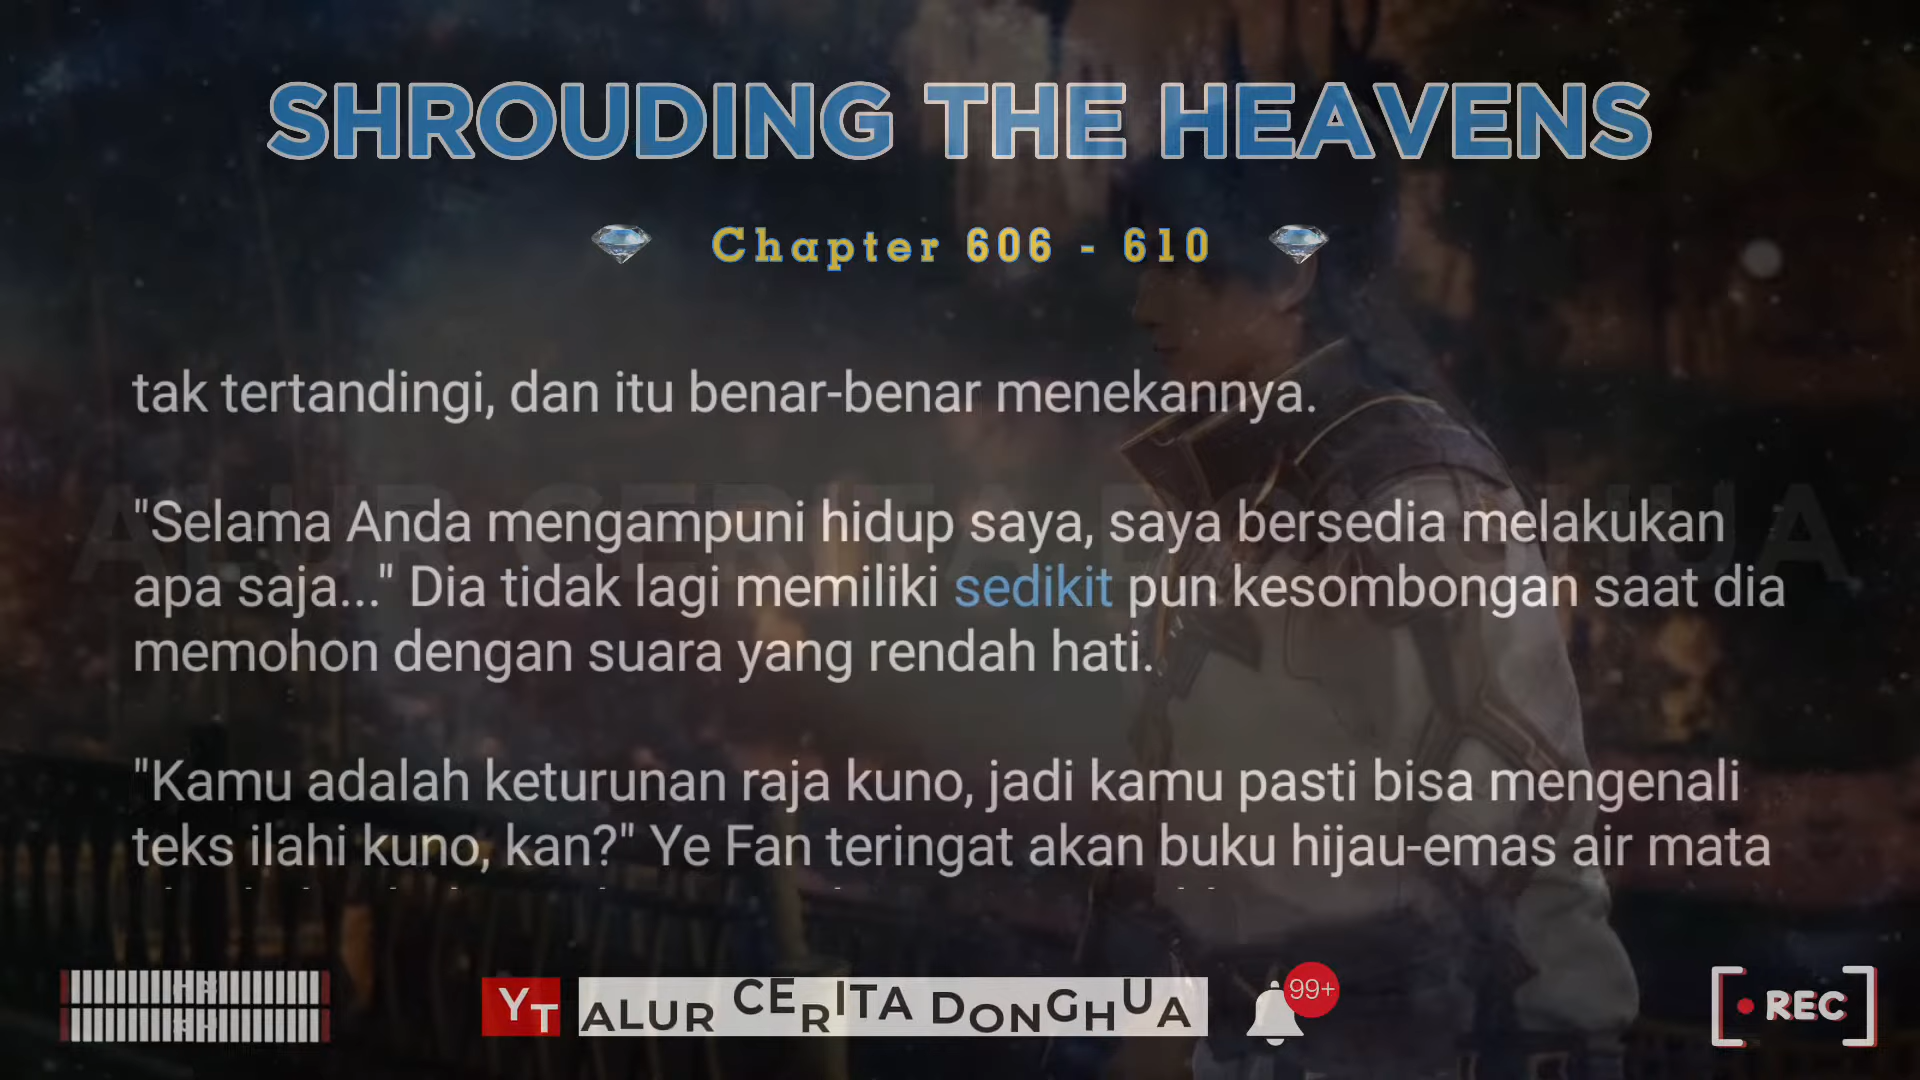 SHROUDING THE HEAVENS
Chapter 606 - 610
tak tertandingi, dan itu benar-benar menekannya.
"Selama Anda mengampuni hidup saya, saya bersedia melakukan
apa saja..." Dia tidak lagi memiliki sedikit pun kesombongan saat dia
memohon dengan suara yang rendah hati.
"Kamu adalah keturunan raja kuno, jadi kamu pasti bisa mengenali
teks ilahi kuno, kan?" Ye Fan teringat akan buku hijau-emas air mata
ALUR CERITA DONGHUA
YT ALUR CERITA DONGHUA 99+
REC